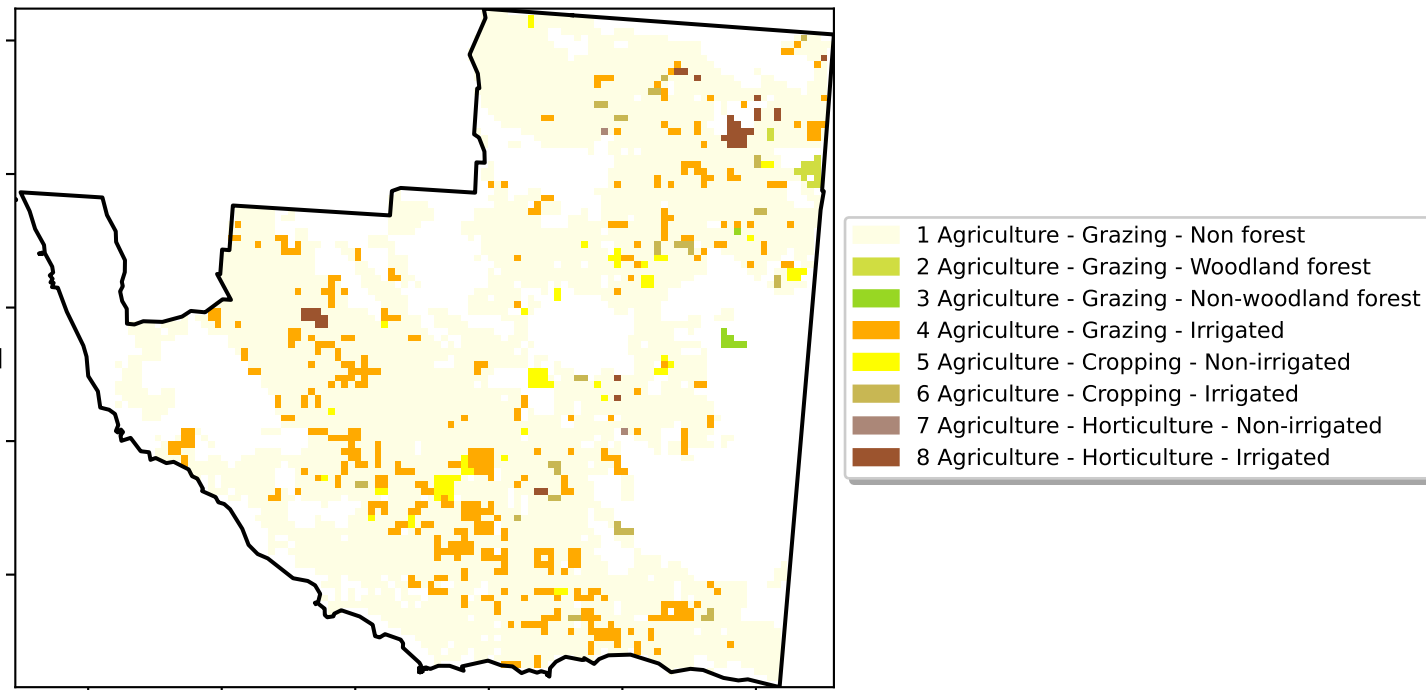 1 Agriculture - Grazing - Non forest
2 Agriculture - Grazing - Woodland forest
3 Agriculture - Grazing - Non-woodland forest
4 Agriculture - Grazing - Irrigated
5 Agriculture - Cropping - Non-irrigated
6 Agriculture - Cropping - Irrigated
7 Agriculture - Horticulture - Non-irrigated
8 Agriculture - Horticulture - Irrigated